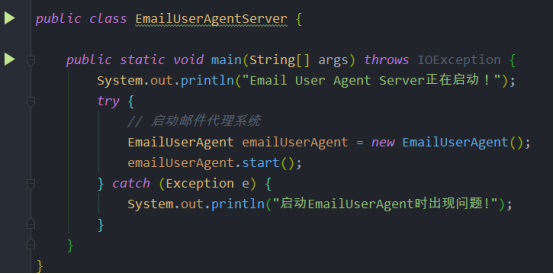 public class EmailUserAgentServer {
public static void main(String[] args) throws IOException {
System.out.println("Email User Agent Server正在启动！");
try {
// 启动邮件代理系统
EmailUserAgent emailUserAgent = new EmailUserAgent();
emailUserAgent.start();
} catch (Exception e) {
System.out.println("启动EmailUserAgent时出现问题!");
}
}
}